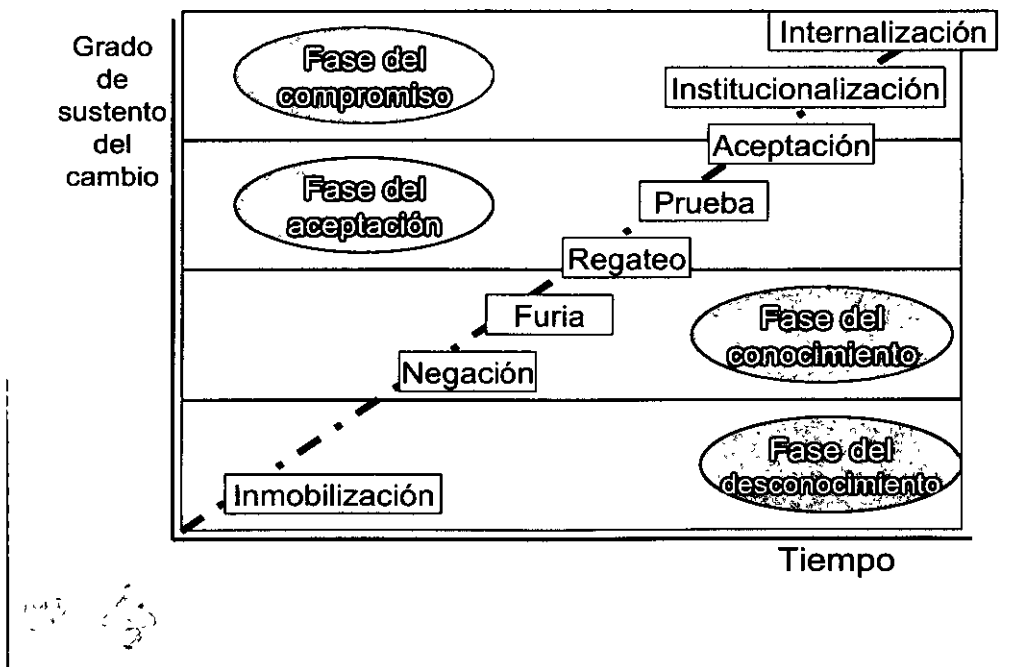 Grado
de
sustento
del
cambio
Fase del
compromiso
Internalización
Institucionalización
Aceptación
Fase del
aceptación
Prueba
Regateo
Furia
Fase del
conocimiento
Negación
Fase del
desconocimiento
Inmobilización
Tiempo